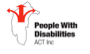 People With
Disabilities
ACT Inc